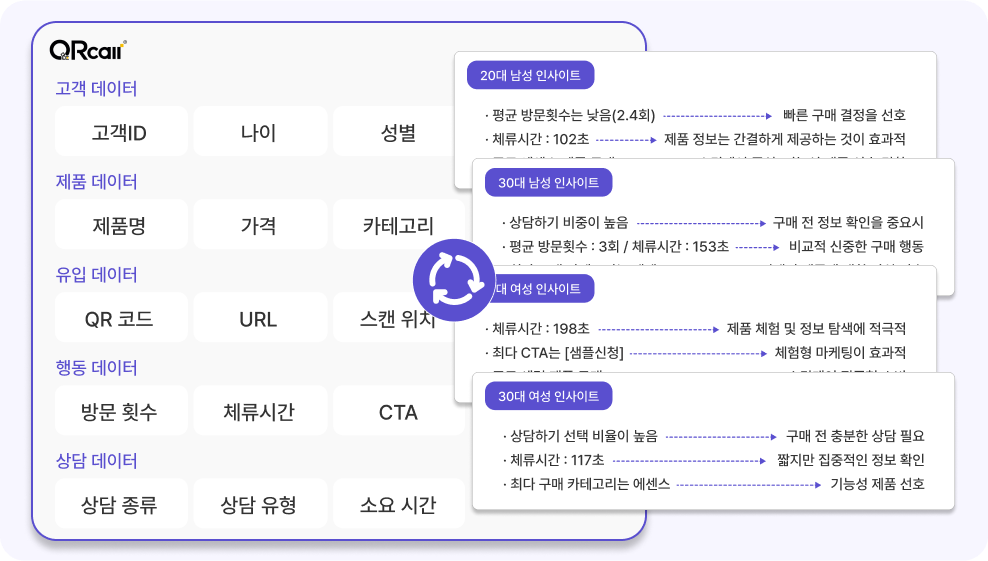 QRcall
고객 데이터
고객ID 나이 성별
제품 데이터
제품명 가격 카테고리
유입 데이터
QR 코드 URL 스캔 위치
행동 데이터
방문 횟수 체류시간 CTA
상담 데이터
상담 종류 상담 유형 소요 시간
20대 남성 인사이트
· 평균 방문횟수는 낮음(2.4회) 빠른 구매 결정을 선호
· 체류시간 : 102초 제품 정보는 간결하게 제공하는 것이 효과적
30대 남성 인사이트
· 상담하기 비중이 높음 구매 전 정보 확인을 중요시
· 평균 방문횟수 : 3회 / 체류시간 : 153초 비교적 신중한 구매 행동
대 여성 인사이트
· 체류시간 : 198초 제품 체험 및 정보 탐색에 적극적
· 최다 CTA는 [샘플신청] 체험형 마케팅이 효과적
30대 여성 인사이트
· 상담하기 선택 비율이 높음 구매 전 충분한 상담 필요
· 체류시간 : 117초 짧지만 집중적인 정보 확인
· 최다 구매 카테고리는 에센스 기능성 제품 선호